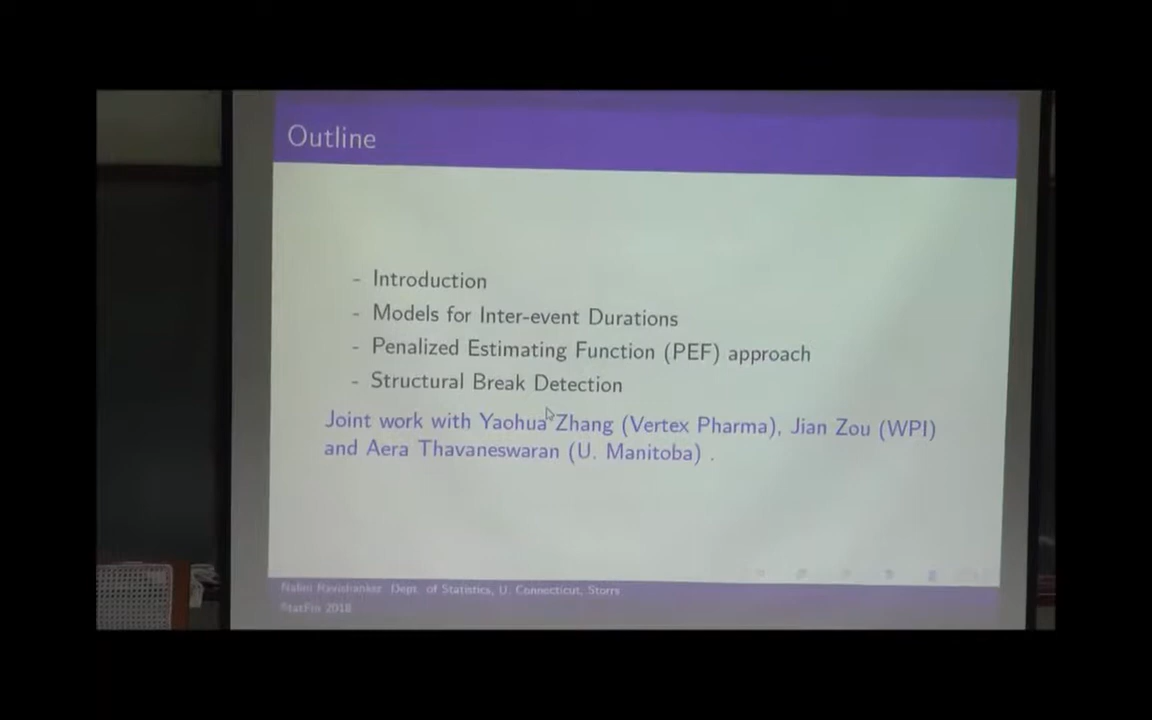 Outline
- Introduction
- Models for Inter-event Durations
- Penalized Estimating Function (PEF) approach
- Structural Break Detection
Joint work with Yaohua Zhang (Vertex Pharma), Jian Zou (WPI)
and Aera Thavaneswaran (U. Manitoba) .
Nalini Ravishanker Dept. of Statistics, U. Connecticut, Storrs
StatFin 2018